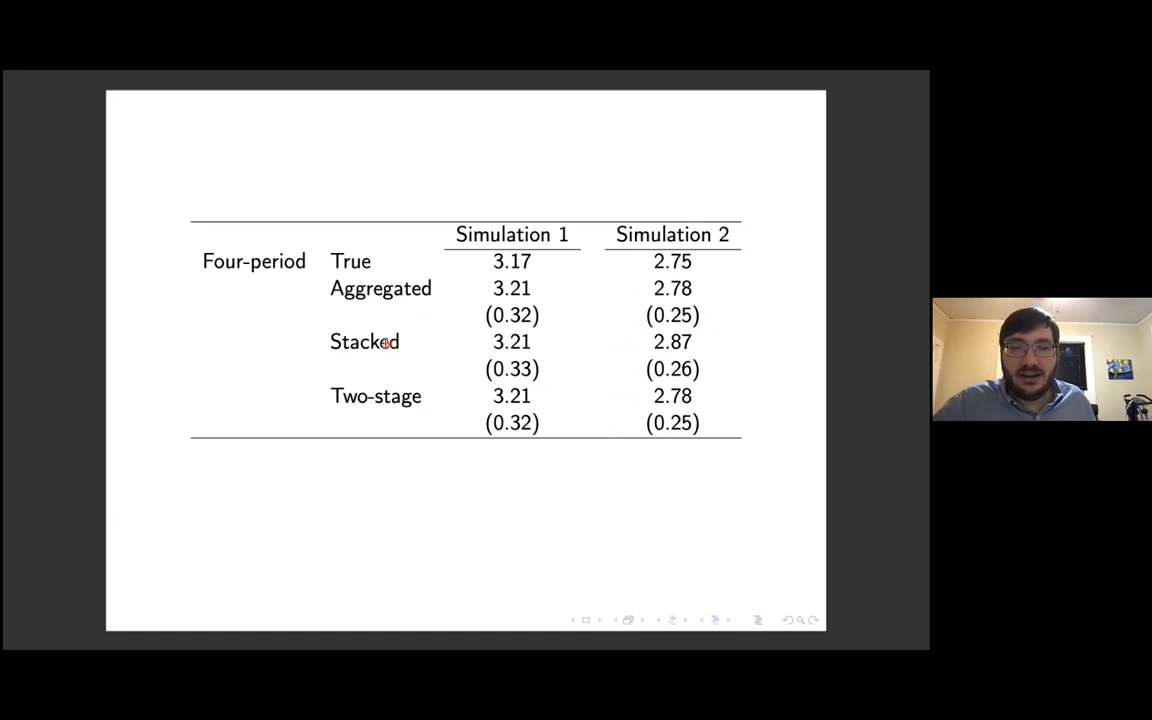 Simulation 1 Simulation 2
Four-period True 3.17 2.75
Aggregated 3.21 2.78
(0.32) (0.25)
Stacked 3.21 2.87
(0.33) (0.26)
Two-stage 3.21 2.78
(0.32) (0.25)